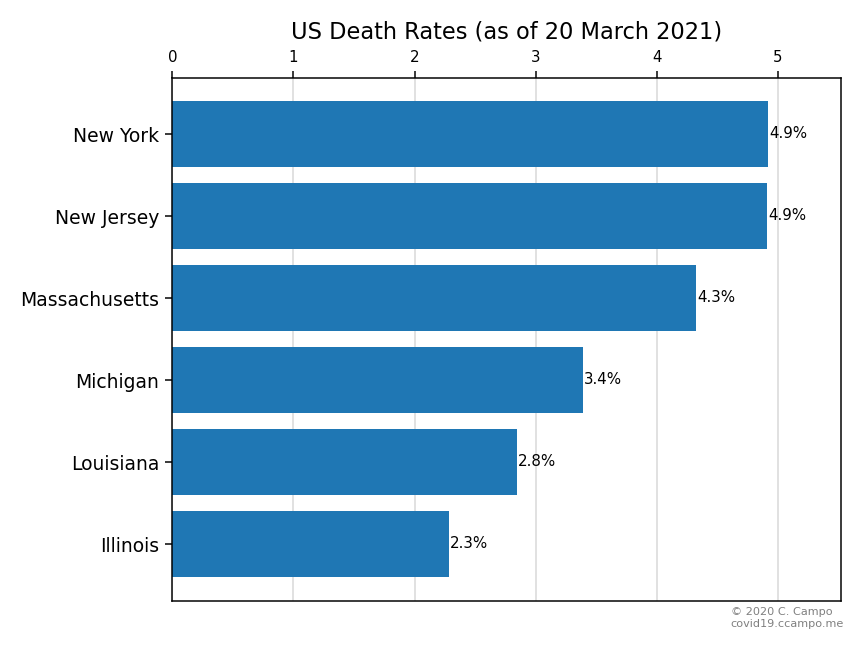 US Death Rates (as of 20 March 2021)
0 1 2 3 4 5
New York 4.9%
New Jersey 4.9%
Massachusetts 4.3%
Michigan 3.4%
Louisiana 2.8%
Illinois 2.3%
© 2020 C. Campo
covid19.ccampo.me